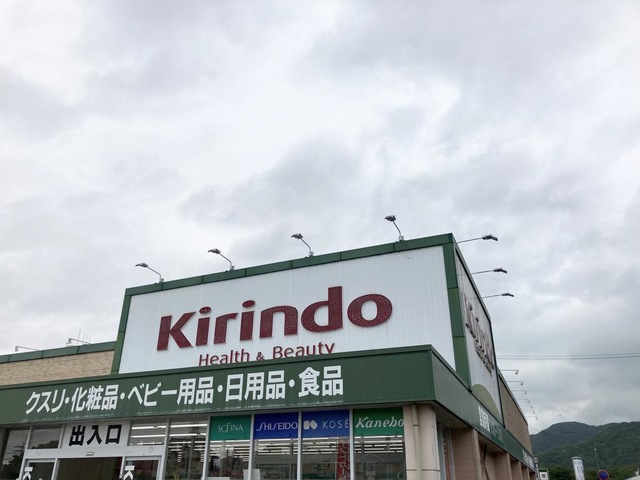 Kirindo
Health & Beauty
クスリ・化粧品・ベビー用品・日用品・食品
出入口
SOFINA
SHISEIDO
KOSÉ
Kanebo